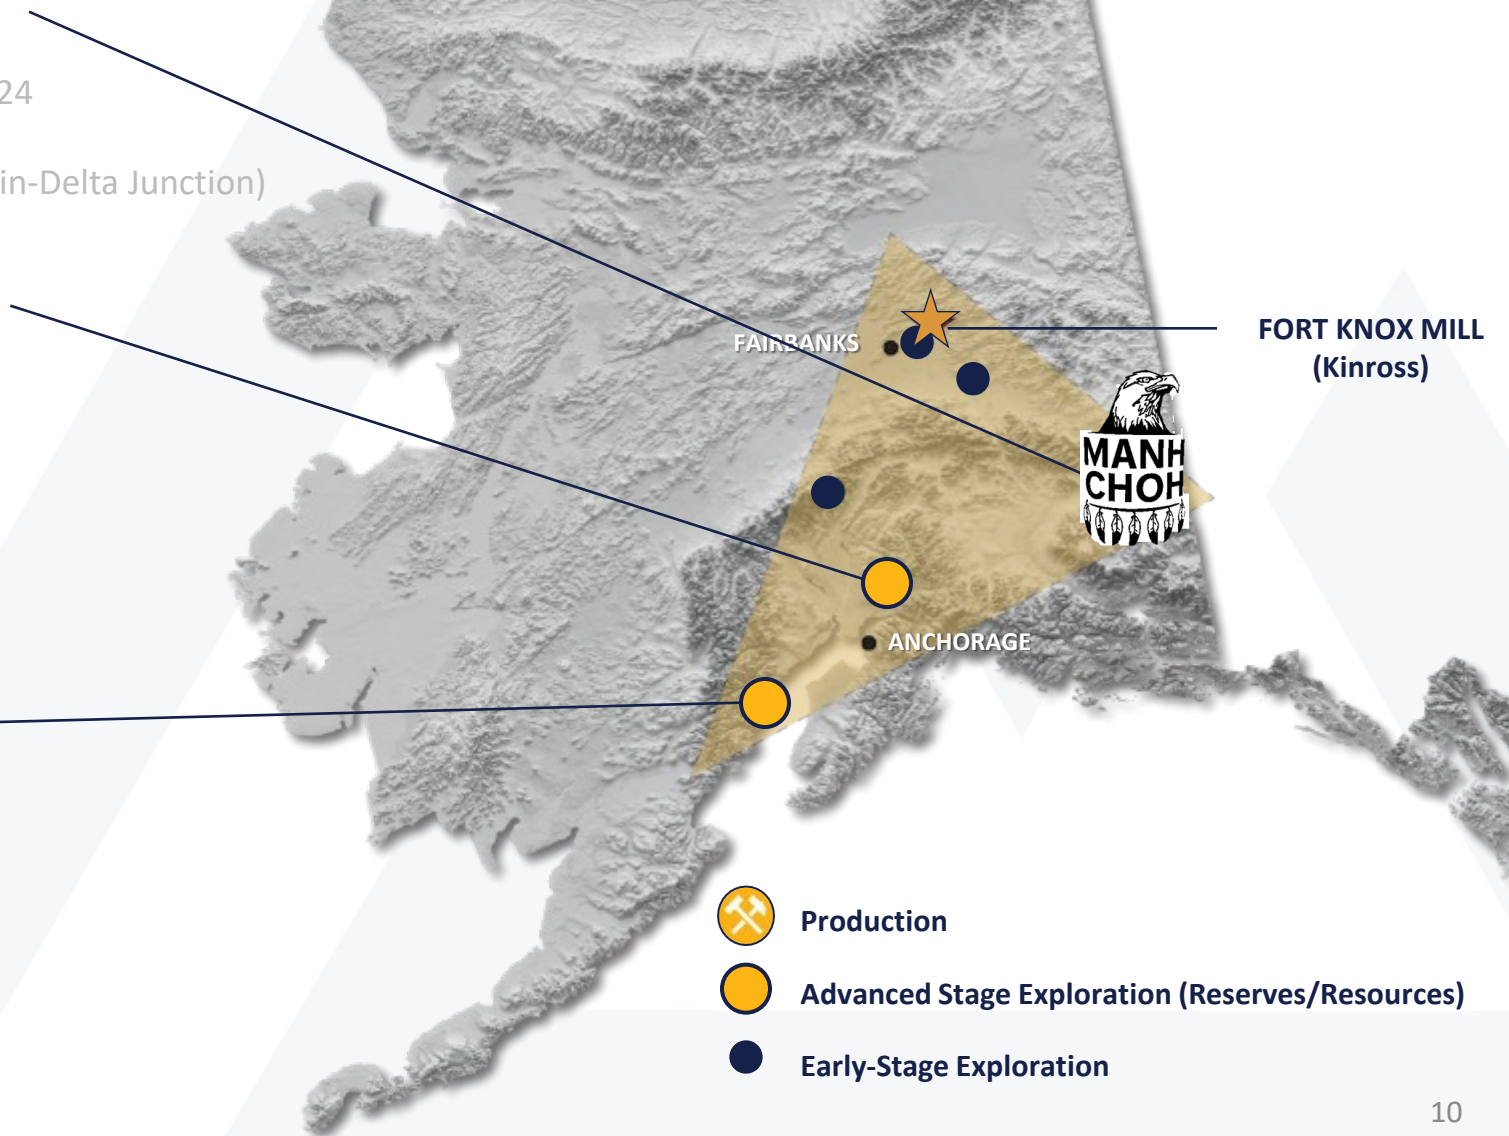 24
in-Delta Junction)
FAIRBANKS
FORT KNOX MILL
(Kinross)
MANH
CHOH
ANCHORAGE
Production
Advanced Stage Exploration (Reserves/Resources)
Early-Stage Exploration
10